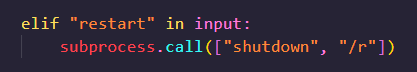 elif "restart" in input:
    subprocess.call(["shutdown", "/r"])